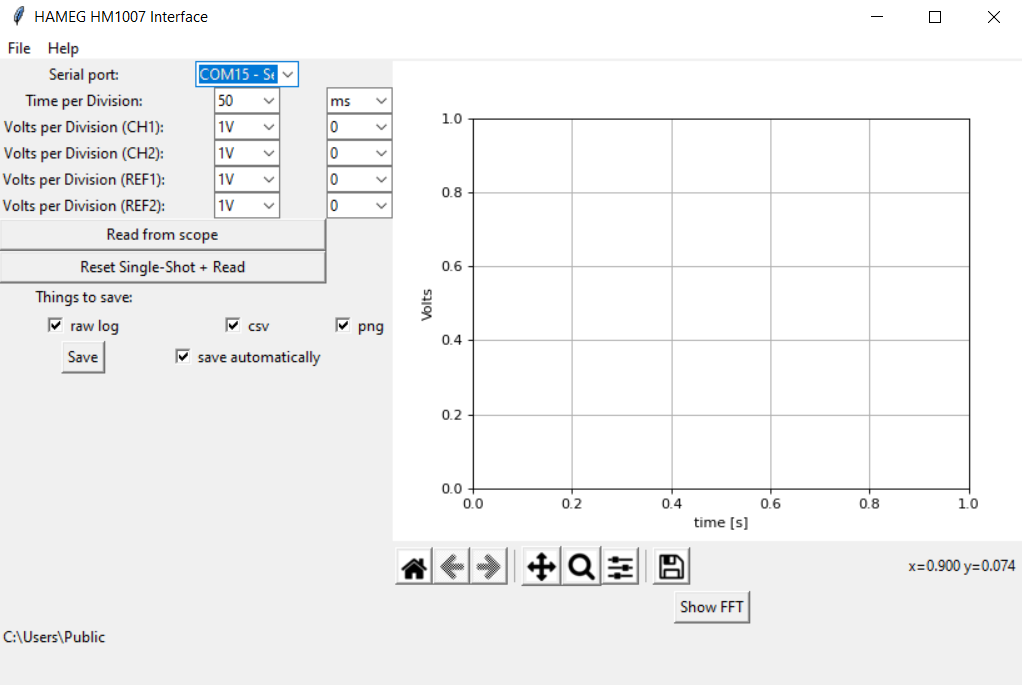 HAMEG HM1007 Interface
File Help
Serial port: COM15 - Se
Time per Division: 50 ms
Volts per Division (CH1): 1V 0
Volts per Division (CH2): 1V 0
Volts per Division (REF1): 1V 0
Volts per Division (REF2): 1V 0
Read from scope
Reset Single-Shot + Read
Things to save:
raw log csv png
Save save automatically
1.0
0.8
0.6
0.4
0.2
0.0
Volts
0.0 0.2 0.4 0.6 0.8 1.0
time [s]
x=0.900 y=0.074
Show FFT
C:\Users\Public